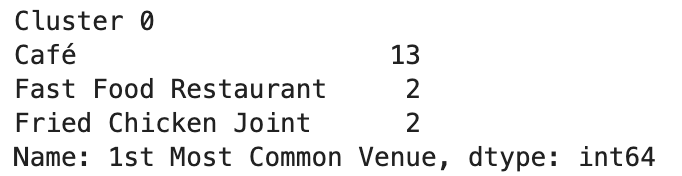 Cluster 0
Café                    13
Fast Food Restaurant     2
Fried Chicken Joint      2
Name: 1st Most Common Venue, dtype: int64